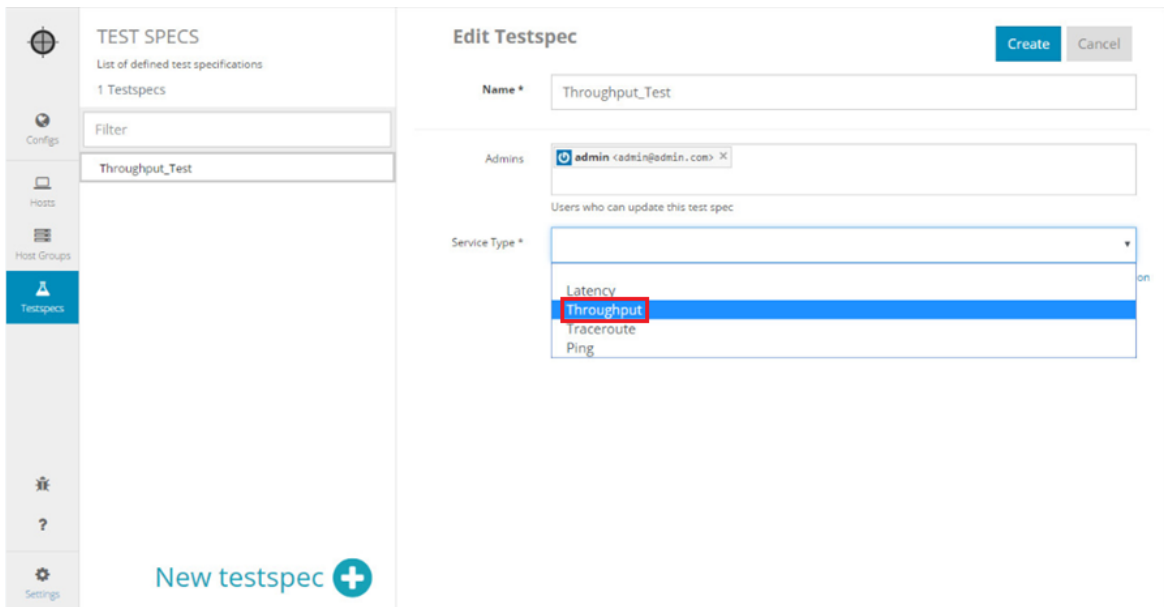 TEST SPECS
List of defined test specifications
1 Testspecs
Filter
Throughput_Test
New testspec
Configs
Hosts
Host Groups
Testspecs
?
Settings
Edit Testspec
Create
Cancel
Name *
Throughput_Test
Admins
admin <admin@admin.com> ×
Users who can update this test spec
Service Type *
on
Latency
Throughput
Traceroute
Ping